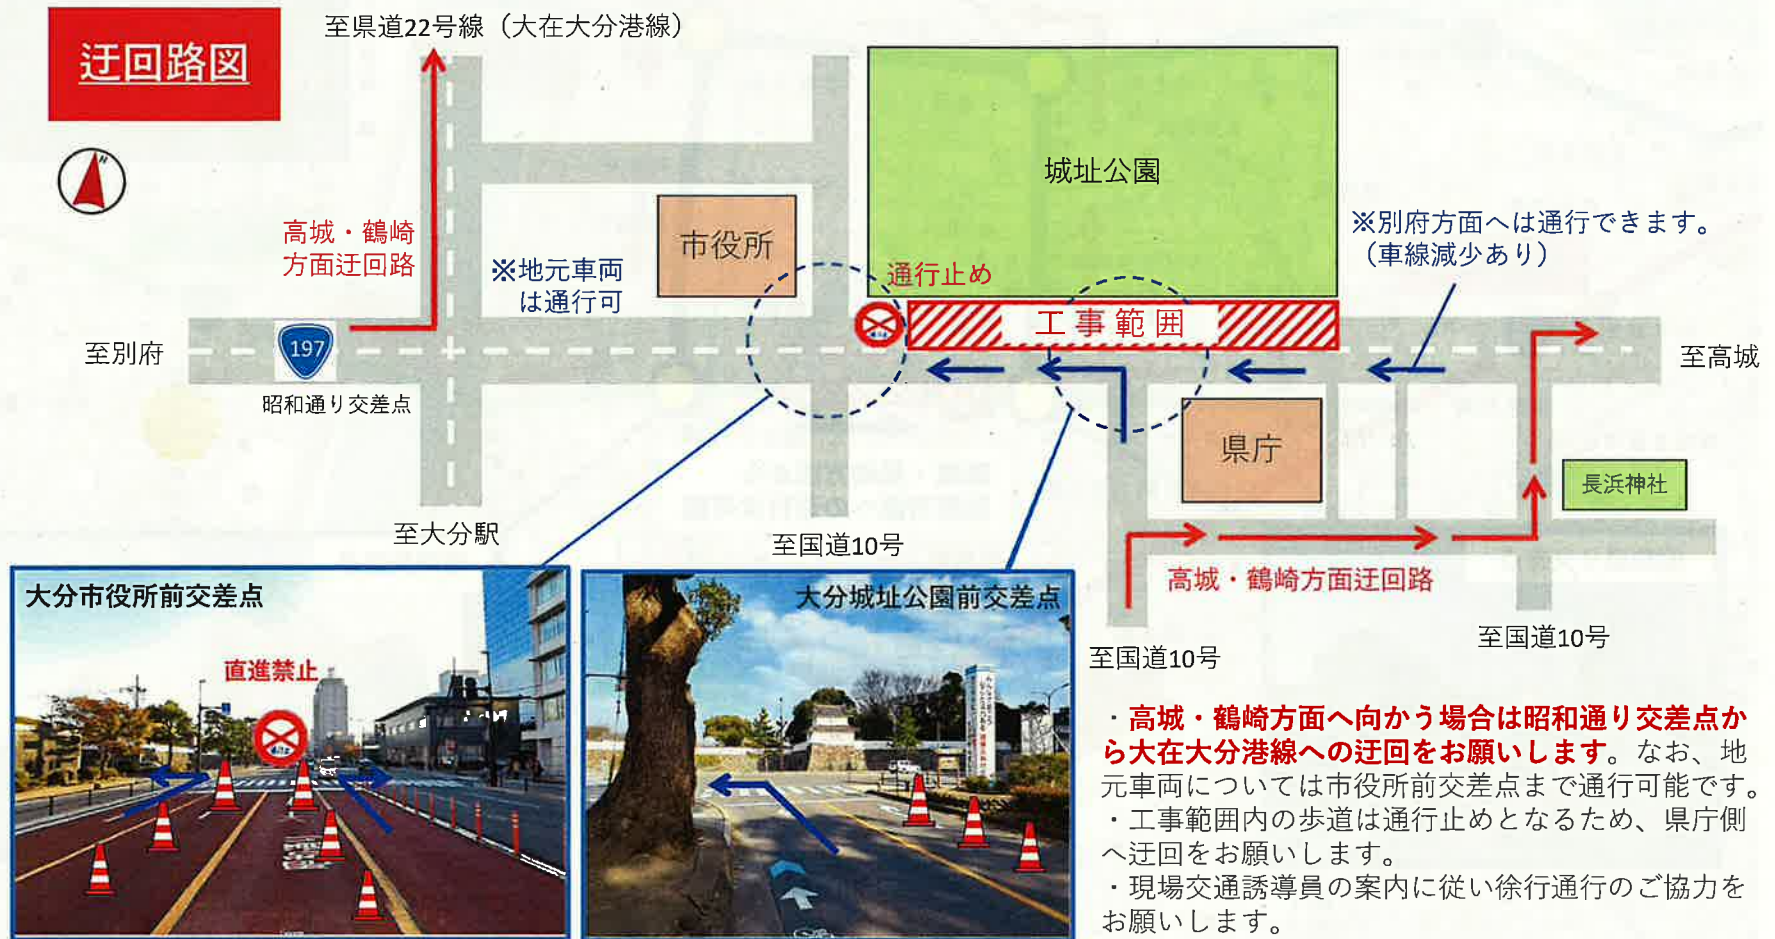 迂回路図
至県道22号線（大在大分港線）
N
城址公園
市役所
高城・鶴崎
方面迂回路
※地元車両
は通行可
通行止め
※別府方面へは通行できます。
（車線減少あり）
工事範囲
至別府
197
昭和通り交差点
至高城
県庁
長浜神社
至大分駅
至国道10号
高城・鶴崎方面迂回路
至国道10号
至国道10号
大分市役所前交差点
直進禁止
大分城址公園前交差点
・高城・鶴崎方面へ向かう場合は昭和通り交差点か
ら大在大分港線への迂回をお願いします。なお、地
元車両については市役所前交差点まで通行可能です。
・工事範囲内の歩道は通行止めとなるため、県庁側
へ迂回をお願いします。
・現場交通誘導員の案内に従い徐行通行のご協力を
お願いします。